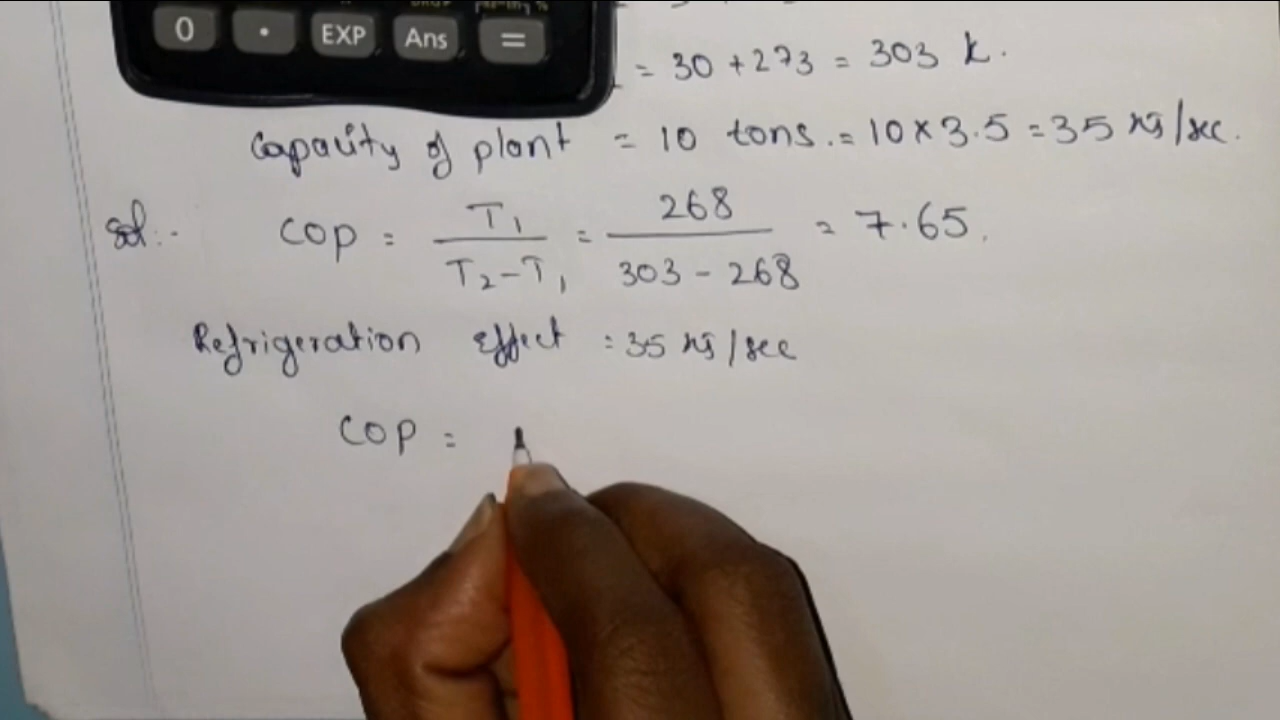 0 . EXP Ans =
= 30 + 273 = 303 k.
Capacity of plant = 10 tons. = 10 × 3.5 = 35 KJ/sec.
Sol:- COP = T₁ / T₂ - T₁ = 268 / 303 - 268 = 7.65.
Refrigeration Effect = 35 KJ/sec
COP =